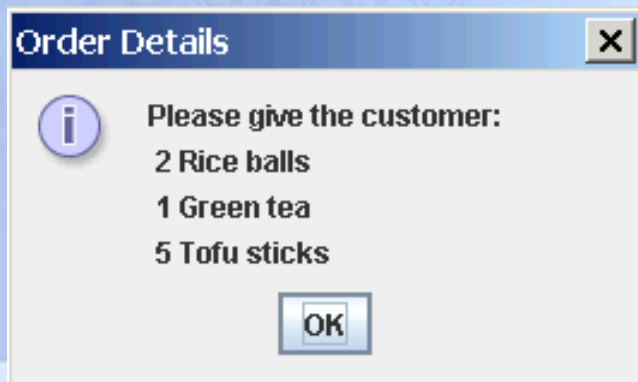 Order Details
Please give the customer:
2 Rice balls
1 Green tea
5 Tofu sticks
OK